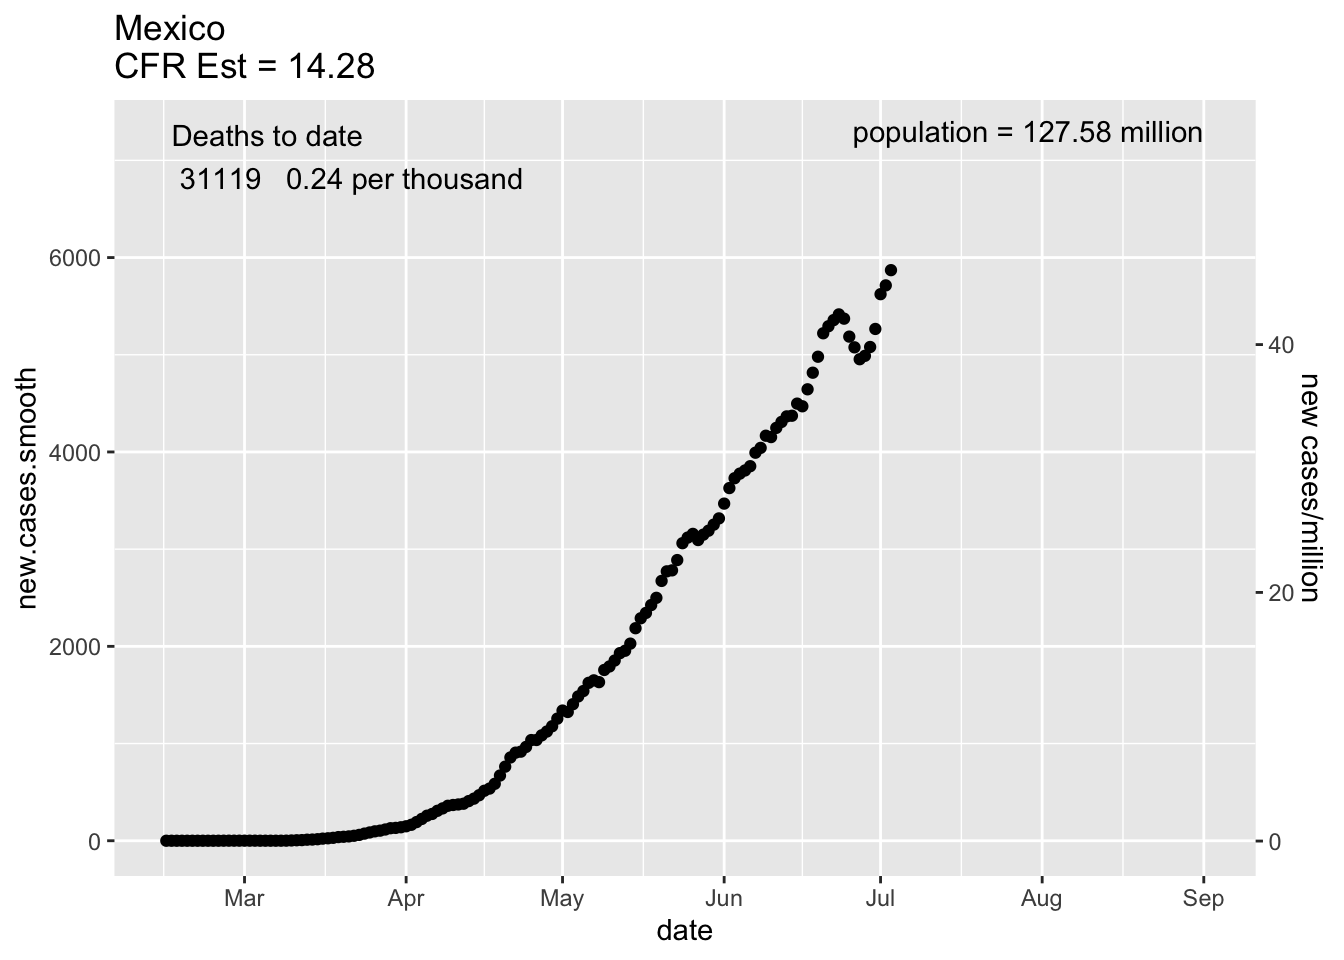 Mexico
CFR Est = 14.28
Deaths to date
31119 0.24 per thousand
population = 127.58 million
new.cases.smooth
6000
4000
2000
0
40
20
0
new cases/million
Mar Apr May Jun Jul Aug Sep
date